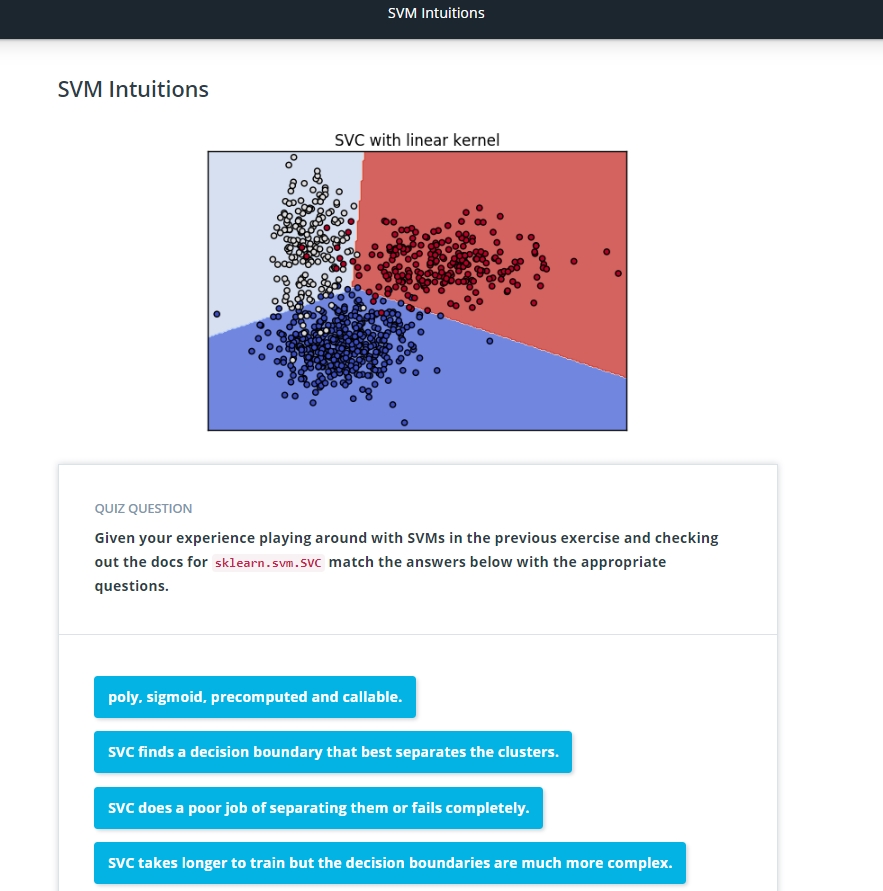 SVM Intuitions
SVM Intuitions
SVC with linear kernel
QUIZ QUESTION
Given your experience playing around with SVMs in the previous exercise and checking
out the docs for sklearn.svm.SVC match the answers below with the appropriate
questions.
poly, sigmoid, precomputed and callable.
SVC finds a decision boundary that best separates the clusters.
SVC does a poor job of separating them or fails completely.
SVC takes longer to train but the decision boundaries are much more complex.